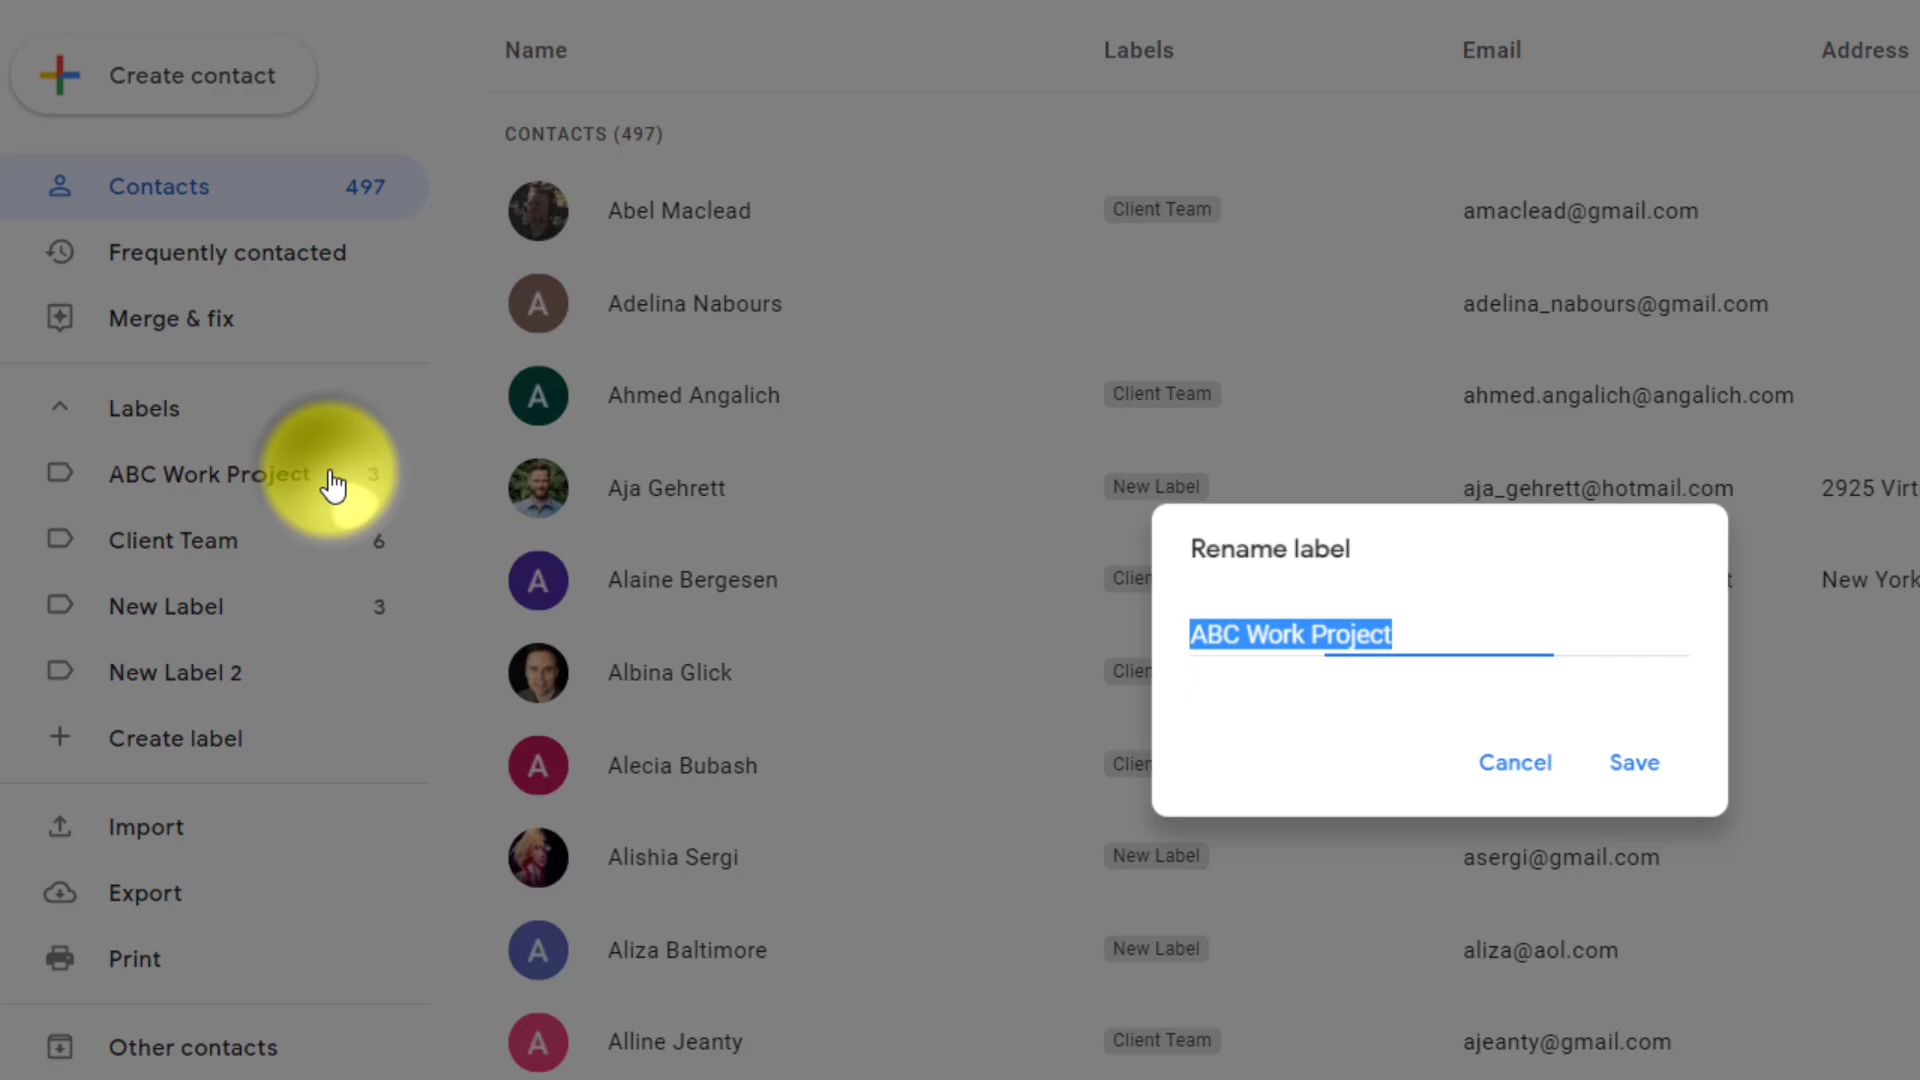 Create contact
Contacts 497
Frequently contacted
Merge & fix
Labels
ABC Work Project 3
Client Team 6
New Label 3
New Label 2
Create label
Import
Export
Print
Other contacts
Name Labels Email Address
CONTACTS (497)
A Abel Maclead Client Team amaclead@gmail.com
A Adelina Nabours adelina_nabours@gmail.com
A Ahmed Angalich Client Team ahmed.angalich@angalich.com
Aja Gehrett New Label aja_gehrett@hotmail.com 2925 Virt
A Alaine Bergesen Clien t New York
Albina Glick Clien
A Alecia Bubash Clien
Alishia Sergi New Label asergi@gmail.com
A Aliza Baltimore New Label aliza@aol.com
A Alline Jeanty Client Team ajeanty@gmail.com
Rename label
ABC Work Project
Cancel Save